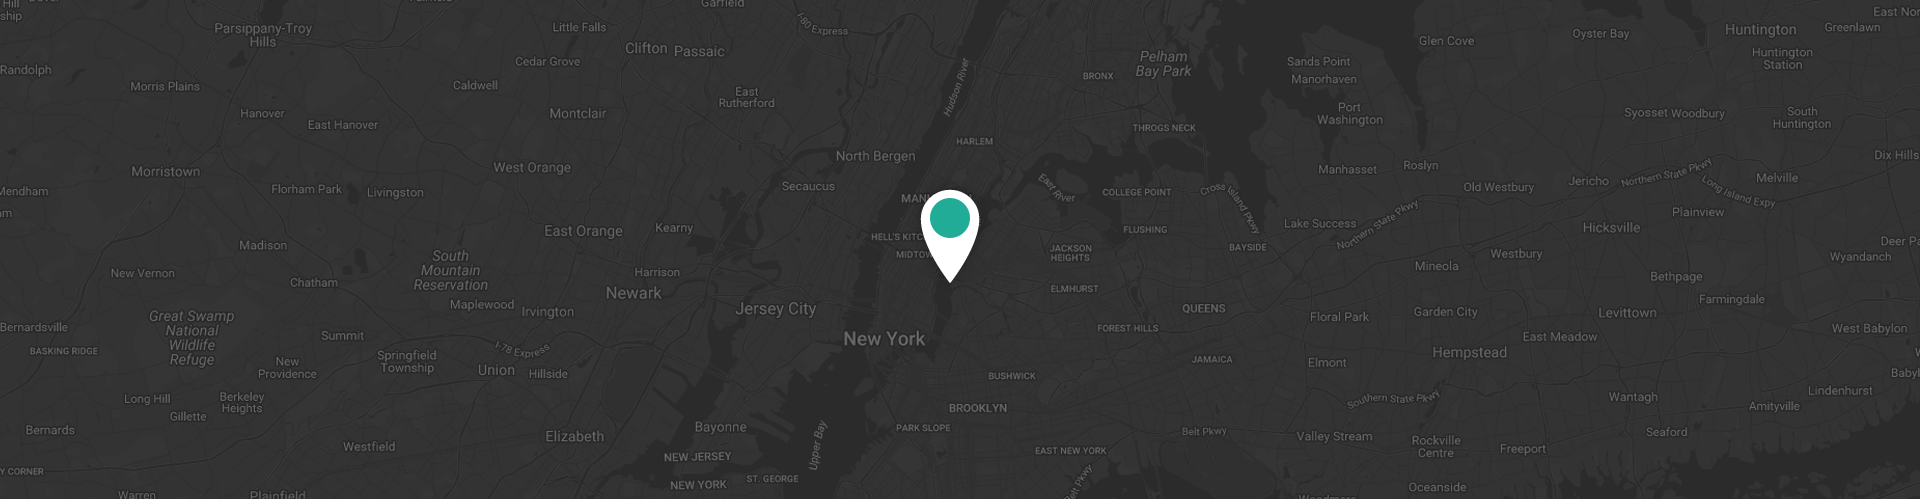 Hill
ship
Parsippany-Troy
Hills
Little Falls
Garfield
I-80 Express
Clifton
Passaic
Cedar Grove
Hudson River
BRONX
Pelham
Bay Park
Sands Point
Manorhaven
Glen Cove
Oyster Bay
Huntington
Greenlawn
East Nor
Huntington
Station
Randolph
Morris Plains
Caldwell
East
Rutherford
Hanover
East Hanover
Montclair
Port
Washington
Syosset
Woodbury
South
Huntington
THROGS NECK
HARLEM
North Bergen
West Orange
Morristown
Secaucus
Manhasset
Roslyn
Dix Hills
Northern State Pkwy
Jericho
Melville
Mendham
Florham Park
Livingston
MAN
East River
COLLEGE POINT
Cross Island Pkwy
Old Westbury
Long Island Expy
Plainview
am
Kearny
East Orange
HELL'S KITC
FLUSHING
Lake Success
Northern State Pkwy
Hicksville
Deer Pa
Madison
South
Mountain
Reservation
MIDTOW
JACKSON
HEIGHTS
BAYSIDE
Westbury
Wyandanch
New Vernon
Chatham
Harrison
Mineola
Bethpage
Newark
ELMHURST
Farmingdale
Maplewood
Irvington
Jersey City
QUEENS
Floral Park
Garden City
Levittown
Great Swamp
National
Wildlife
Refuge
Bernardsville
Summit
New York
FOREST HILLS
East Meadow
West Babylon
BASKING RIDGE
I-78 Express
Springfield
Township
New
Providence
Union
Hillside
JAMAICA
Elmont
Hempstead
BUSHWICK
Babyl
Long Hill
Berkeley
Heights
Gillette
BROOKLYN
Southern State Pkwy
Wantagh
Lindenhurst
Amityville
Bernards
Westfield
Elizabeth
Bayonne
Upper Bay
PARK SLOPE
Belt Pkwy
Valley Stream
Rockville
Centre
Freeport
Seaford
NEW JERSEY
EAST NEW YORK
Y CORNER
NEW YORK
ST. GEORGE
Belt Pkwy
Oceanside
Warren
Plainfield